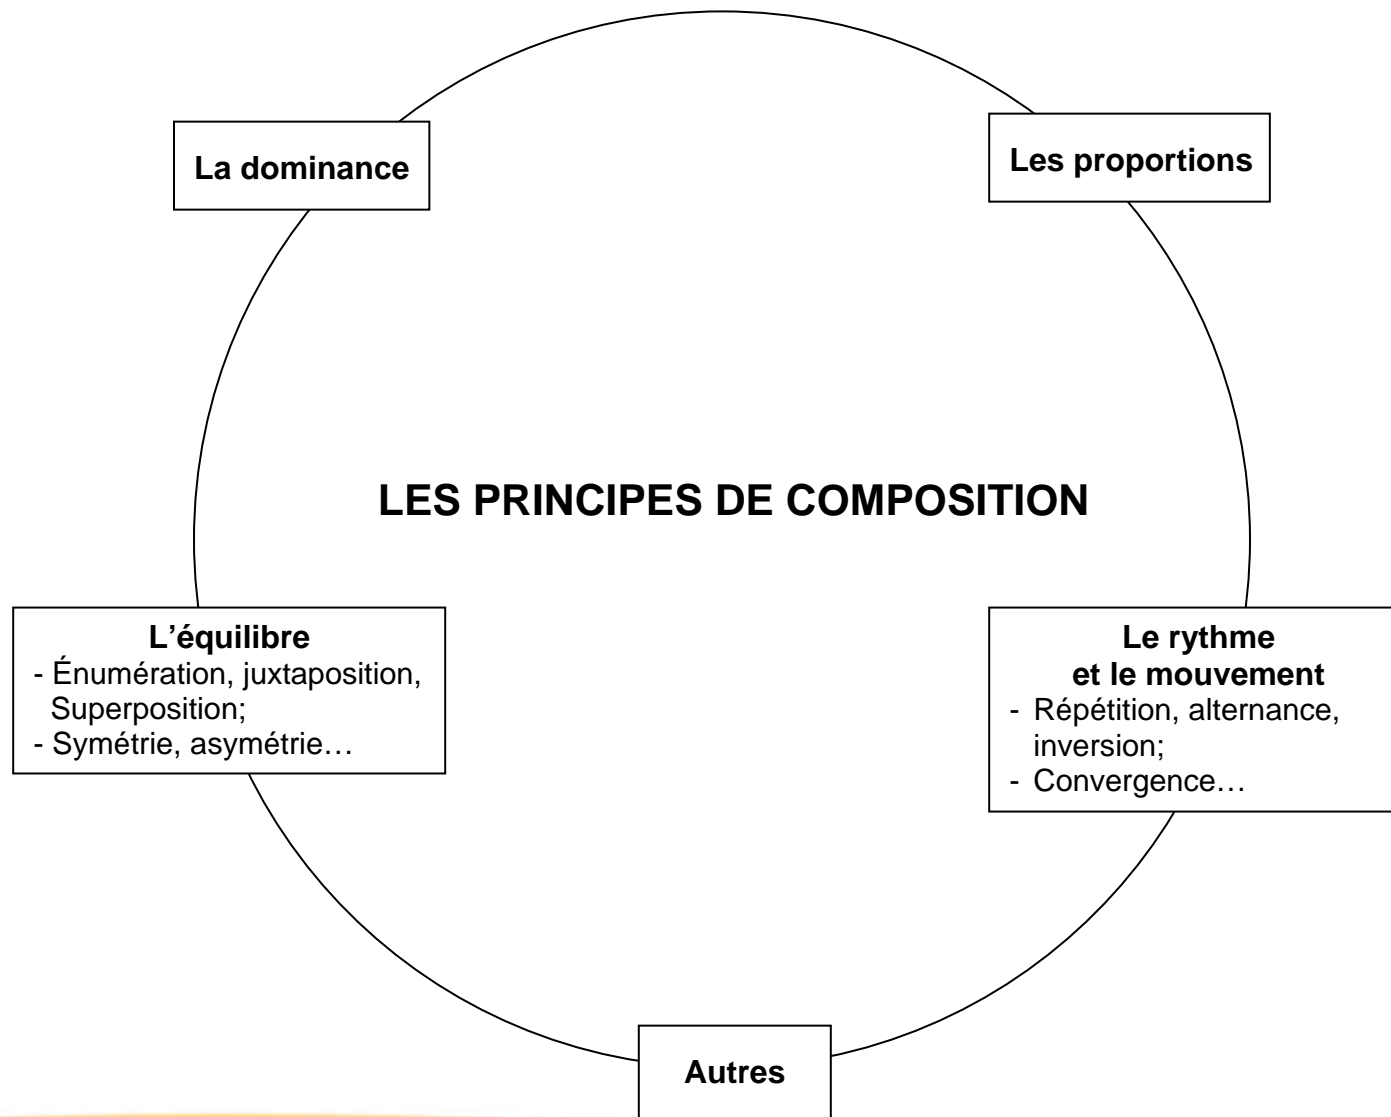 La dominance
Les proportions
LES PRINCIPES DE COMPOSITION
L’équilibre
- Énumération, juxtaposition,
Superposition;
- Symétrie, asymétrie…
Le rythme
et le mouvement
- Répétition, alternance,
inversion;
- Convergence…
Autres